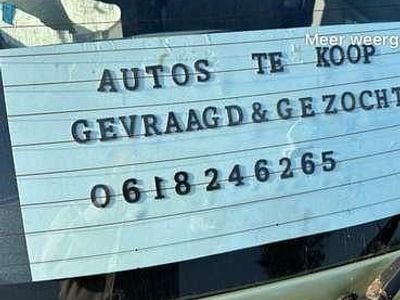 Meer weerg
AUTOS TE KOOP
GEVRAAGD & GEZOCHT
0618246265